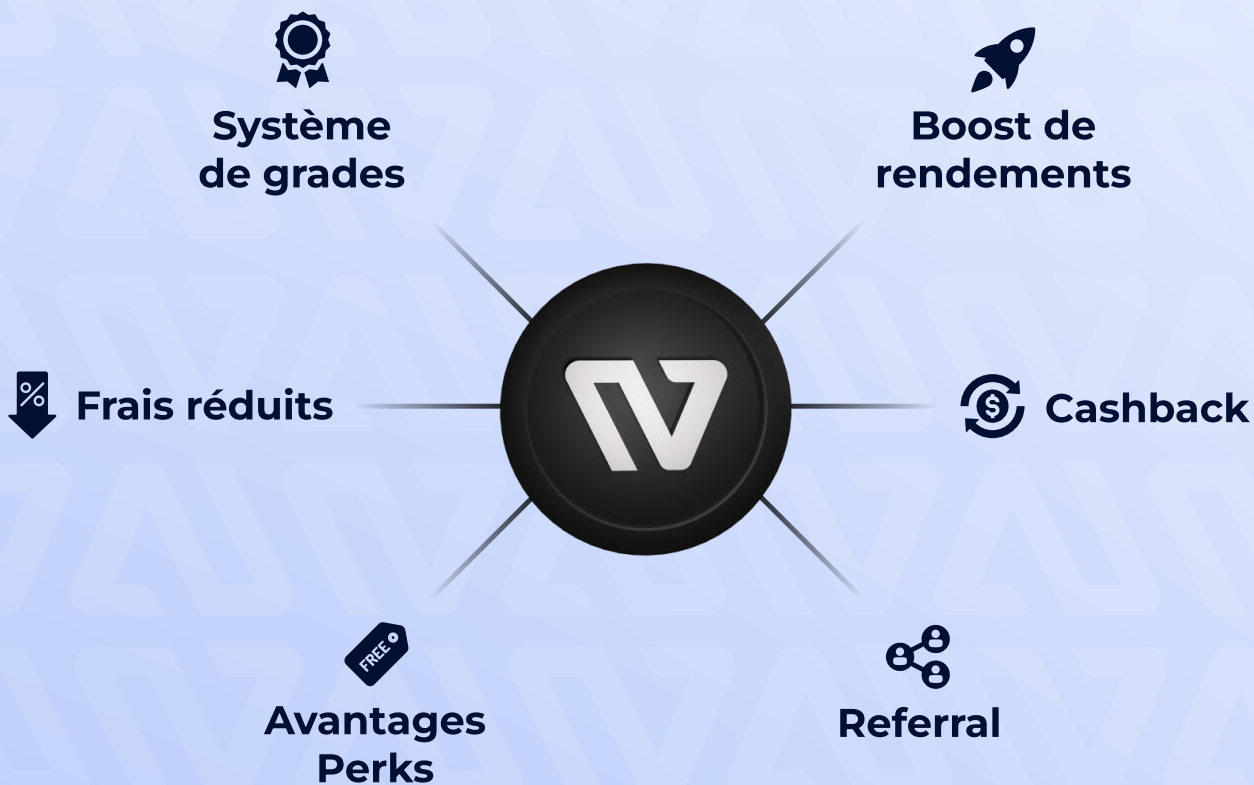 Système
de grades
Boost de
rendements
% Frais réduits
$ Cashback
FREE
Avantages
Perks
Referral